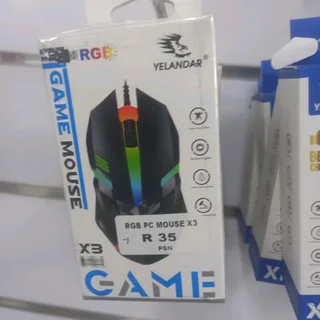 RGB
YELANDAR
GAME MOUSE
X3
RGB PC MOUSE X3
R 35
PSN
GAME